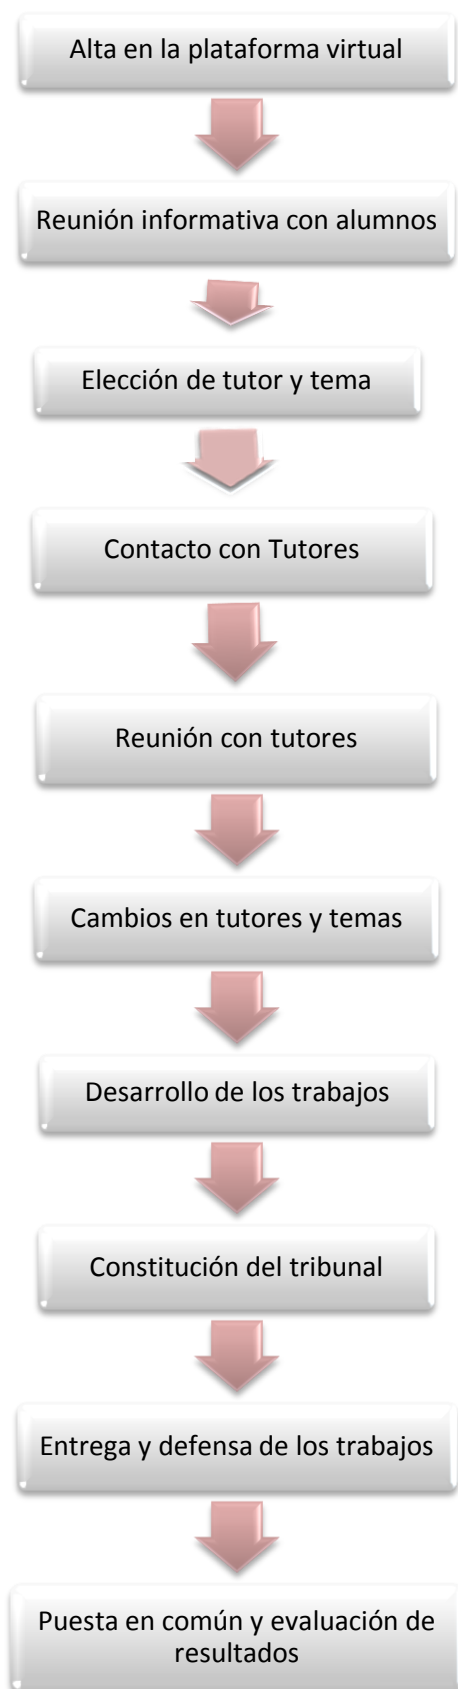 Alta en la plataforma virtual
Reunión informativa con alumnos
Elección de tutor y tema
Contacto con Tutores
Reunión con tutores
Cambios en tutores y temas
Desarrollo de los trabajos
Constitución del tribunal
Entrega y defensa de los trabajos
Puesta en común y evaluación de
resultados